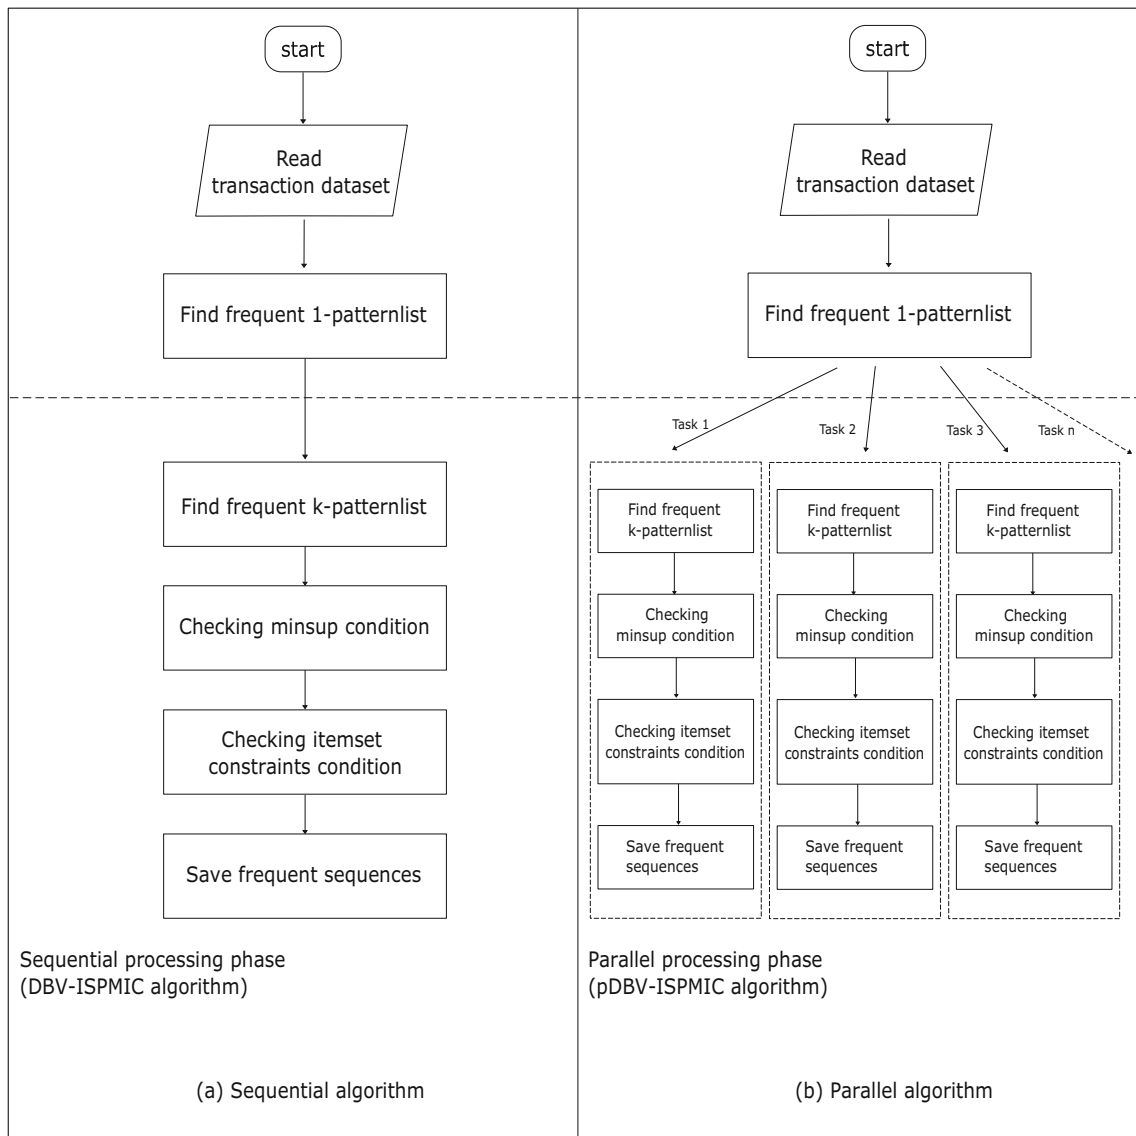 start
Read
transaction dataset
Find frequent 1-patternlist
Find frequent k-patternlist
Checking minsup condition
Checking itemset
constraints condition
Save frequent sequences
Sequential processing phase
(DBV-ISPMIC algorithm)
(a) Sequential algorithm
start
Read
transaction dataset
Find frequent 1-patternlist
Task 1
Task 2
Task 3
Task n
Find frequent
k-patternlist
Checking
minsup condition
Checking itemset
constraints condition
Save frequent
sequences
Find frequent
k-patternlist
Checking
minsup condition
Checking itemset
constraints condition
Save frequent
sequences
Find frequent
k-patternlist
Checking
minsup condition
Checking itemset
constraints condition
Save frequent
sequences
Parallel processing phase
(pDBV-ISPMIC algorithm)
(b) Parallel algorithm